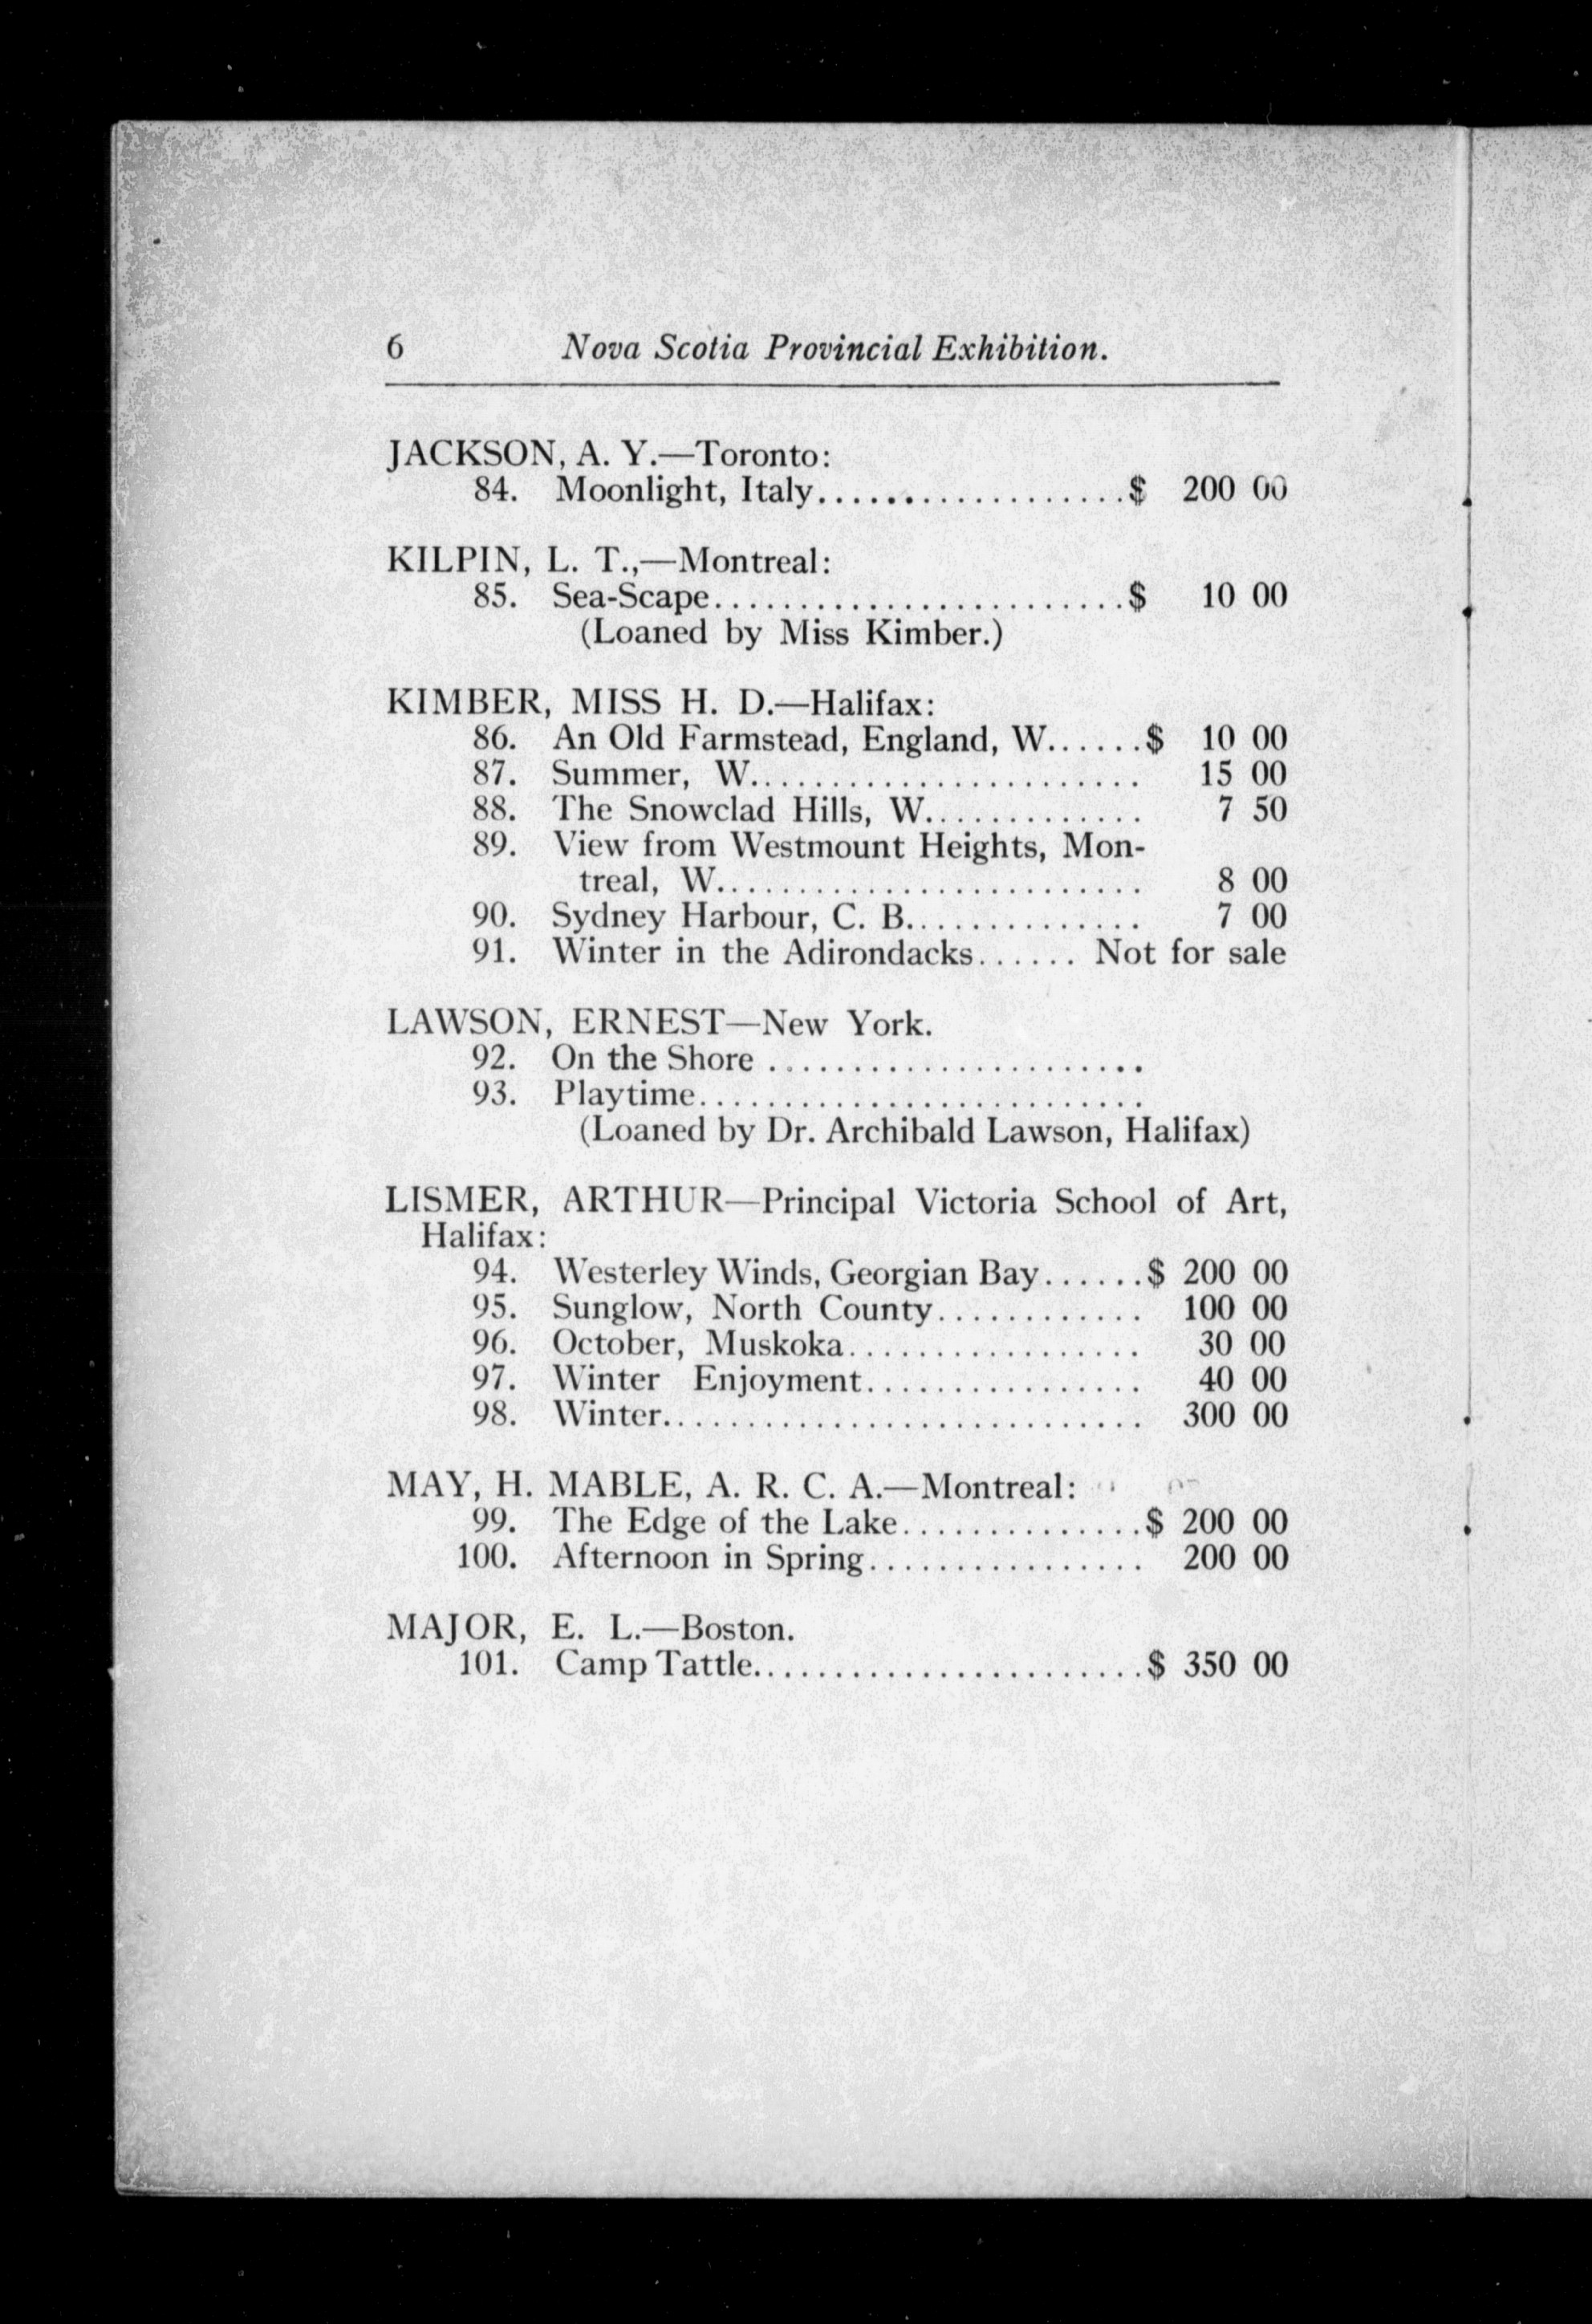 6 Nova Scotia Provincial Exhibition.
JACKSON, A. Y.—Toronto:
84. Moonlight, Italy..................$ 200 00
KILPIN, L. T.,—Montreal:
85. Sea-Scape........................$ 10 00
(Loaned by Miss Kimber.)
KIMBER, MISS H. D.—Halifax:
86. An Old Farmstead, England, W......$ 10 00
87. Summer, W....................... 15 00
88. The Snowclad Hills, W............. 7 50
89. View from Westmount Heights, Mon-
treal, W......................... 8 00
90. Sydney Harbour, C. B.............. 7 00
91. Winter in the Adirondacks...... Not for sale
LAWSON, ERNEST—New York.
92. On the Shore ......................
93. Playtime..........................
(Loaned by Dr. Archibald Lawson, Halifax)
LISMER, ARTHUR—Principal Victoria School of Art,
Halifax:
94. Westerley Winds, Georgian Bay......$ 200 00
95. Sunglow, North County............ 100 00
96. October, Muskoka................. 30 00
97. Winter Enjoyment................ 40 00
98. Winter............................ 300 00
MAY, H. MABLE, A. R. C. A.—Montreal:
99. The Edge of the Lake..............$ 200 00
100. Afternoon in Spring................ 200 00
MAJOR, E. L.—Boston.
101. Camp Tattle.......................$ 350 00